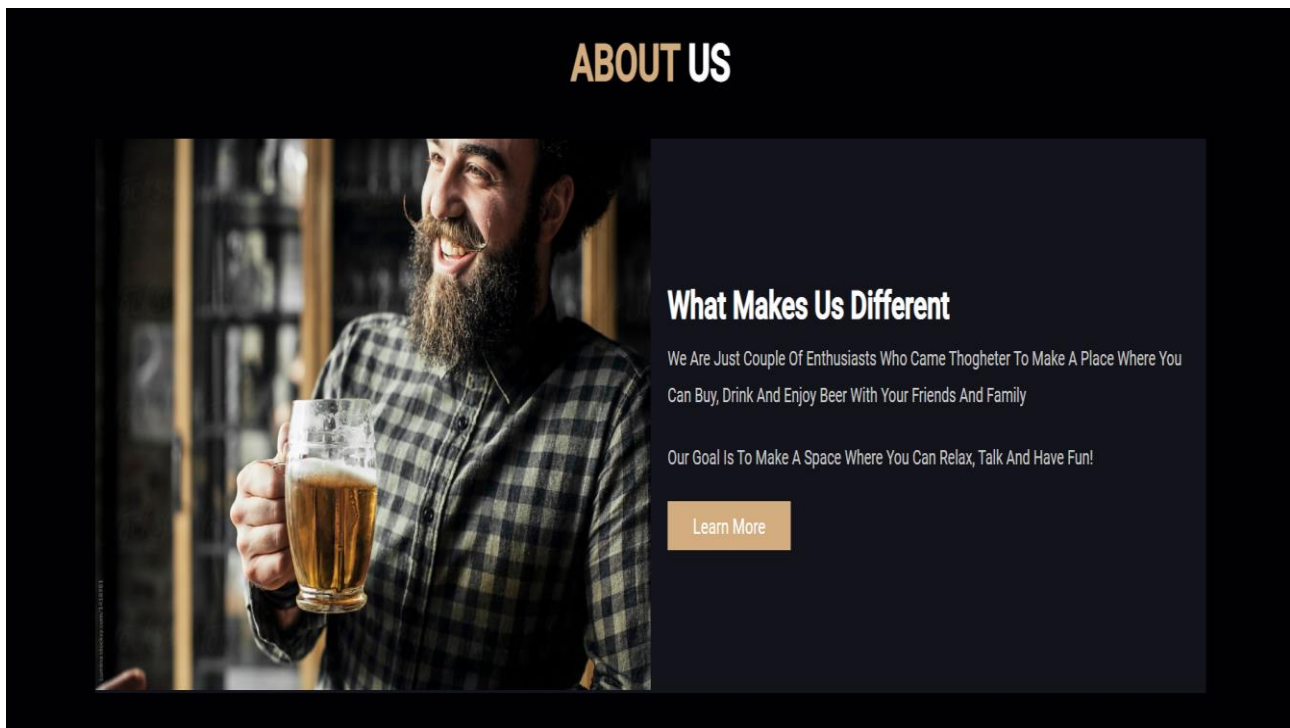 ABOUT US
What Makes Us Different
We Are Just Couple Of Enthusiasts Who Came Thogheter To Make A Place Where You
Can Buy, Drink And Enjoy Beer With Your Friends And Family
Our Goal Is To Make A Space Where You Can Relax, Talk And Have Fun!
Learn More